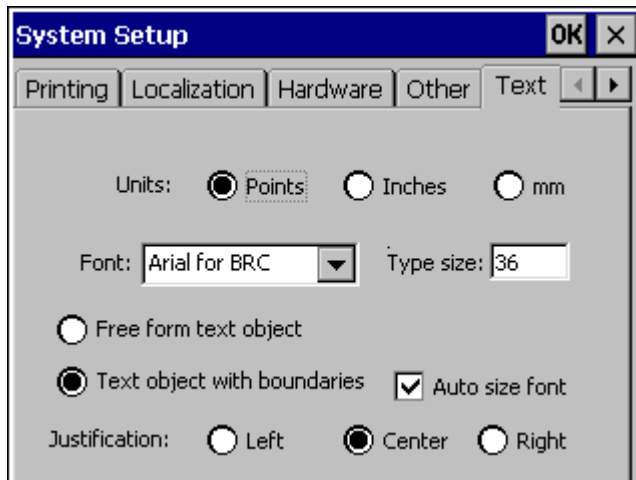 System Setup OK
Printing Localization Hardware Other Text
Units: Points Inches mm
Font: Arial for BRC Type size: 36
Free form text object
Text object with boundaries Auto size font
Justification: Left Center Right